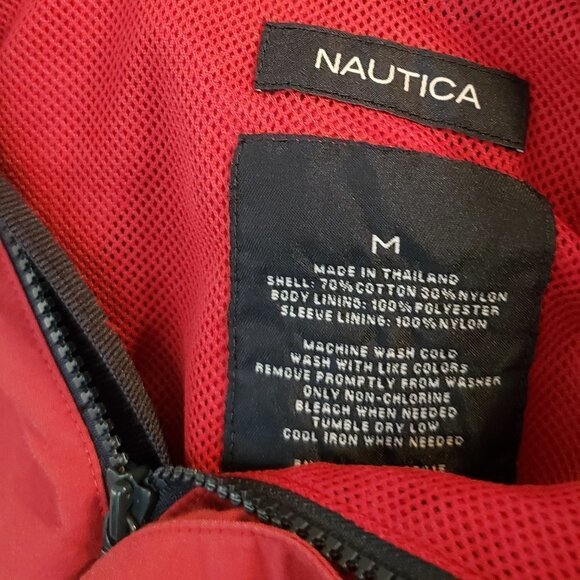 NAUTICA
M
MADE IN THAILAND
SHELL: 70% COTTON 30% NYLON
BODY LINING: 100% POLYESTER
SLEEVE LINING: 100% NYLON
MACHINE WASH COLD
WASH WITH LIKE COLORS
REMOVE PROMPTLY FROM WASHER
ONLY NON-CHLORINE
BLEACH WHEN NEEDED
TUMBLE DRY LOW
COOL IRON WHEN NEEDED